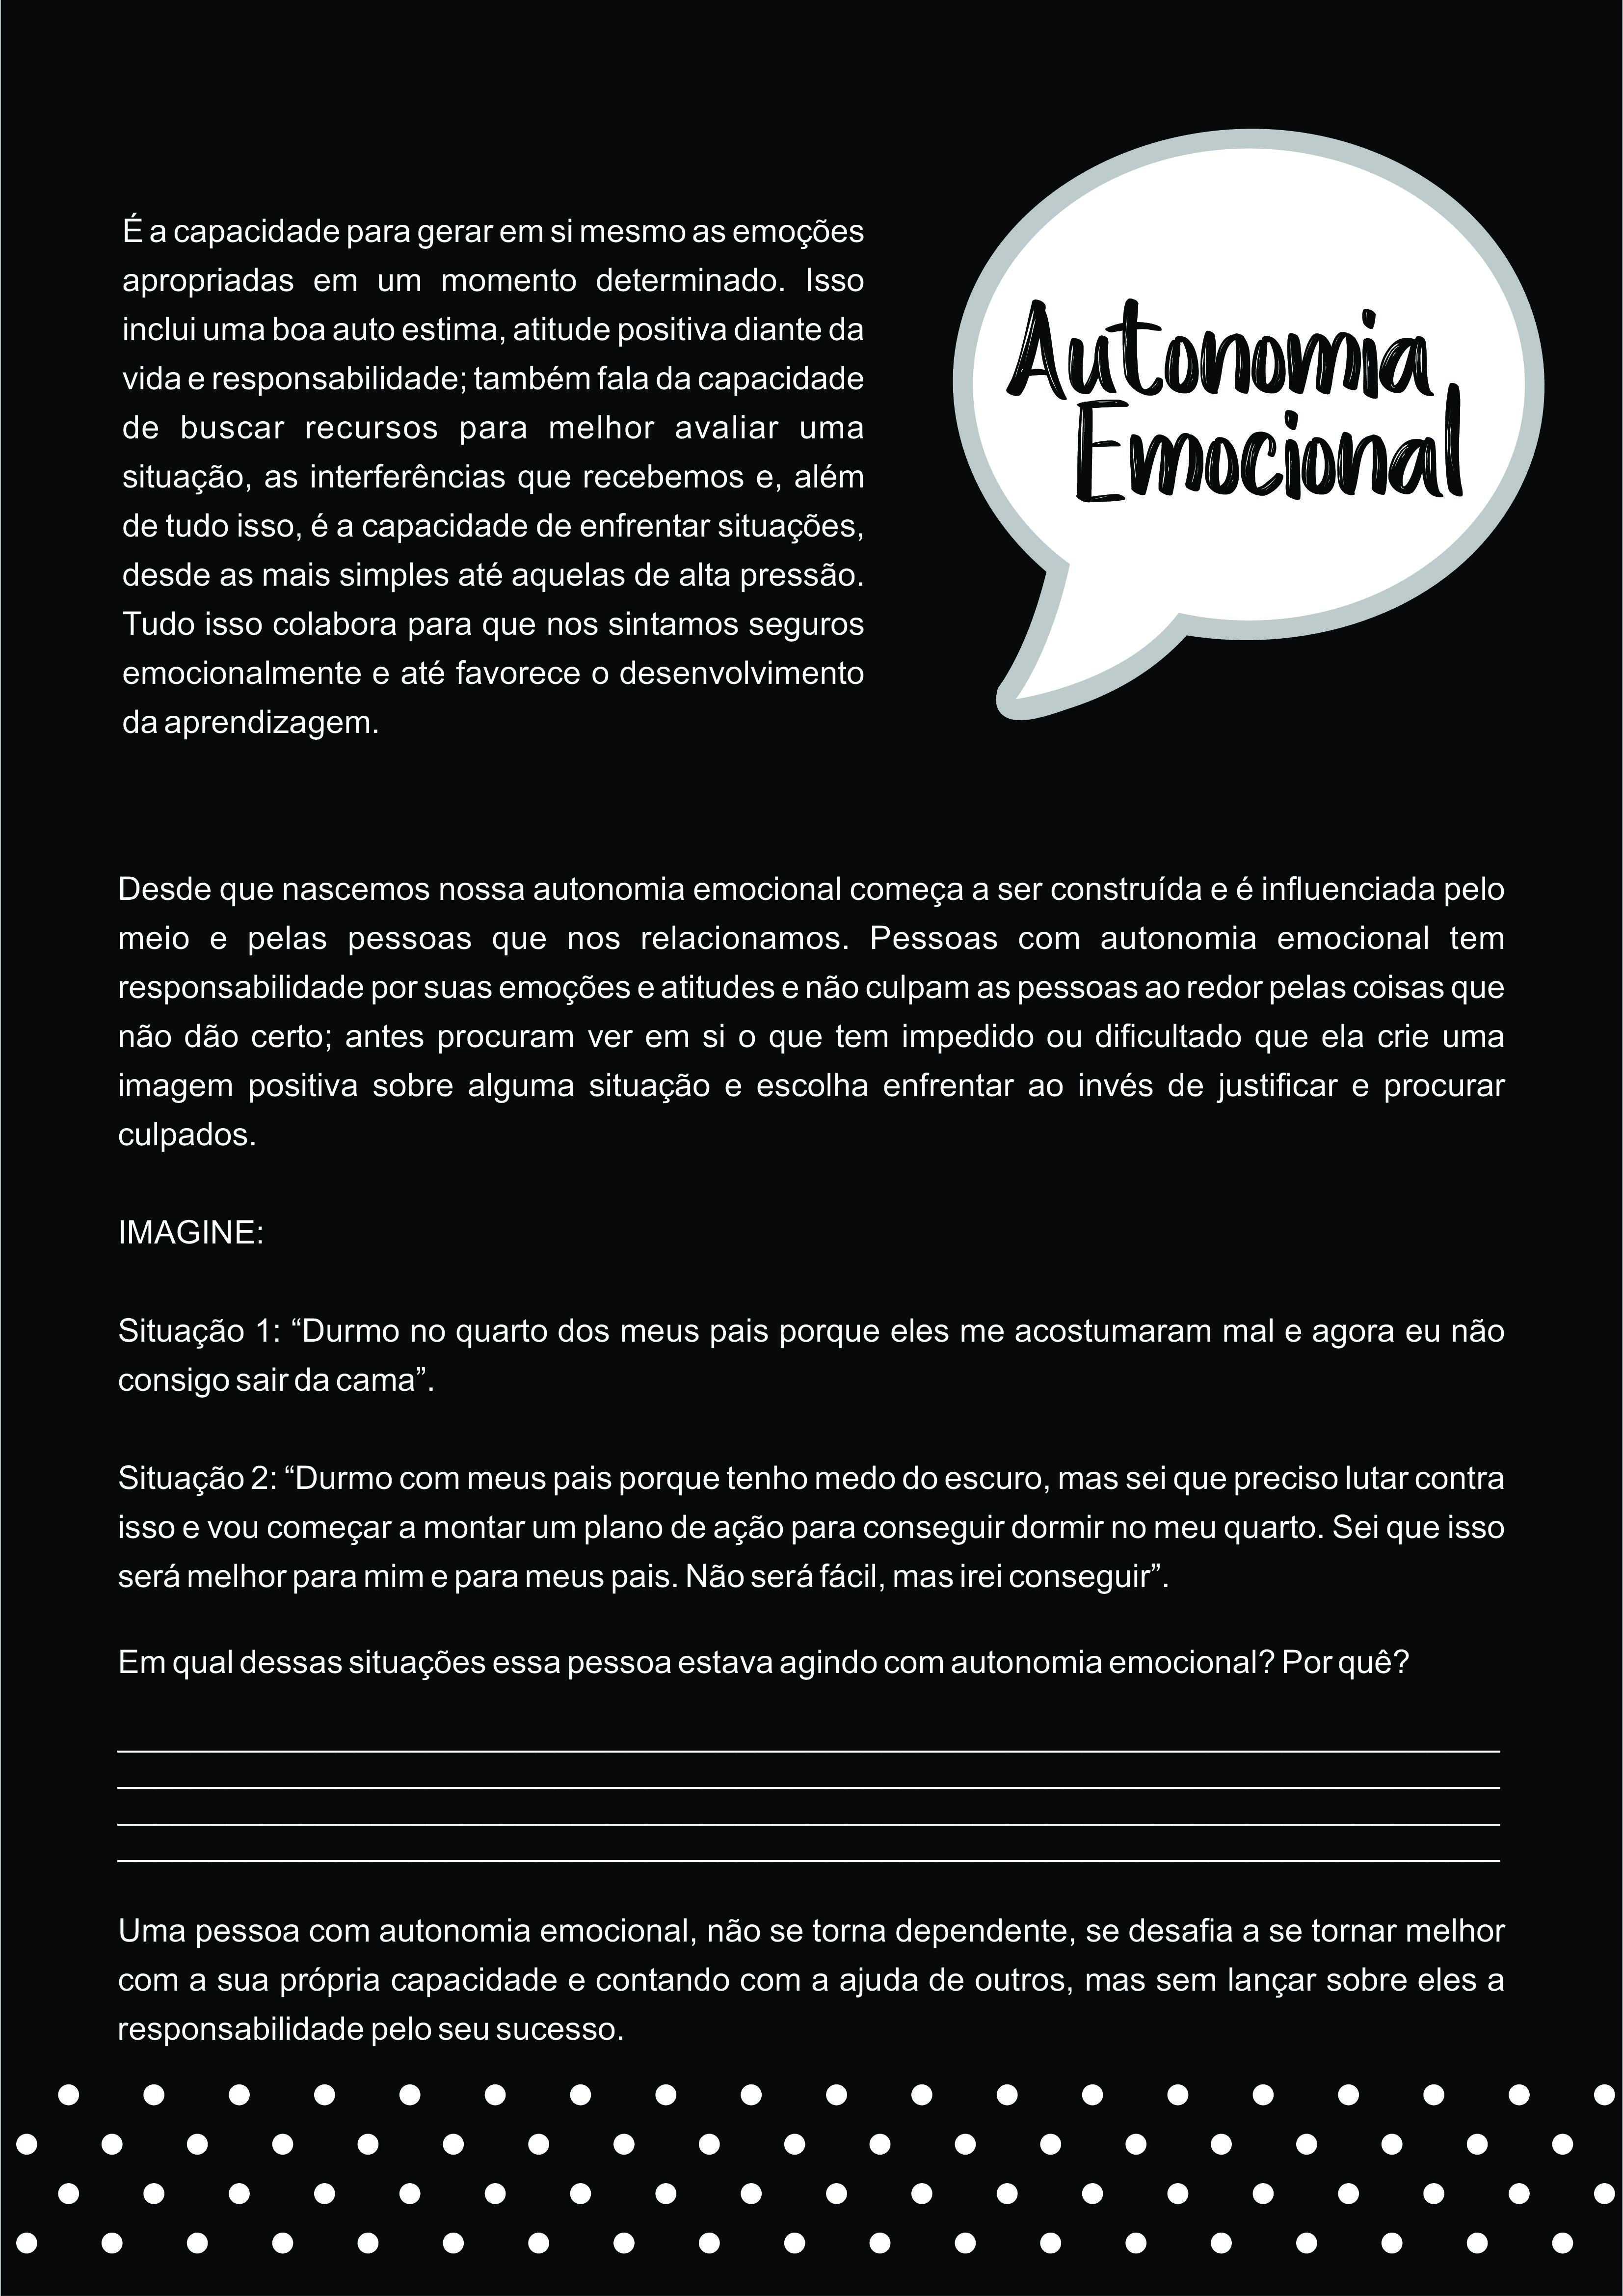 Autonomia
Emocional
É a capacidade para gerar em si mesmo as emoções
apropriadas em um momento determinado. Isso
inclui uma boa auto estima, atitude positiva diante da
vida e responsabilidade; também fala da capacidade
de buscar recursos para melhor avaliar uma
situação, as interferências que recebemos e, além
de tudo isso, é a capacidade de enfrentar situações,
desde as mais simples até aquelas de alta pressão.
Tudo isso colabora para que nos sintamos seguros
emocionalmente e até favorece o desenvolvimento
da aprendizagem.
Desde que nascemos nossa autonomia emocional começa a ser construída e é influenciada pelo
meio e pelas pessoas que nos relacionamos. Pessoas com autonomia emocional tem
responsabilidade por suas emoções e atitudes e não culpam as pessoas ao redor pelas coisas que
não dão certo; antes procuram ver em si o que tem impedido ou dificultado que ela crie uma
imagem positiva sobre alguma situação e escolha enfrentar ao invés de justificar e procurar
culpados.
IMAGINE:
Situação 1: “Durmo no quarto dos meus pais porque eles me acostumaram mal e agora eu não
consigo sair da cama”.
Situação 2: “Durmo com meus pais porque tenho medo do escuro, mas sei que preciso lutar contra
isso e vou começar a montar um plano de ação para conseguir dormir no meu quarto. Sei que isso
será melhor para mim e para meus pais. Não será fácil, mas irei conseguir”.
Em qual dessas situações essa pessoa estava agindo com autonomia emocional? Por quê?
Uma pessoa com autonomia emocional, não se torna dependente, se desafia a se tornar melhor
com a sua própria capacidade e contando com a ajuda de outros, mas sem lançar sobre eles a
responsabilidade pelo seu sucesso.